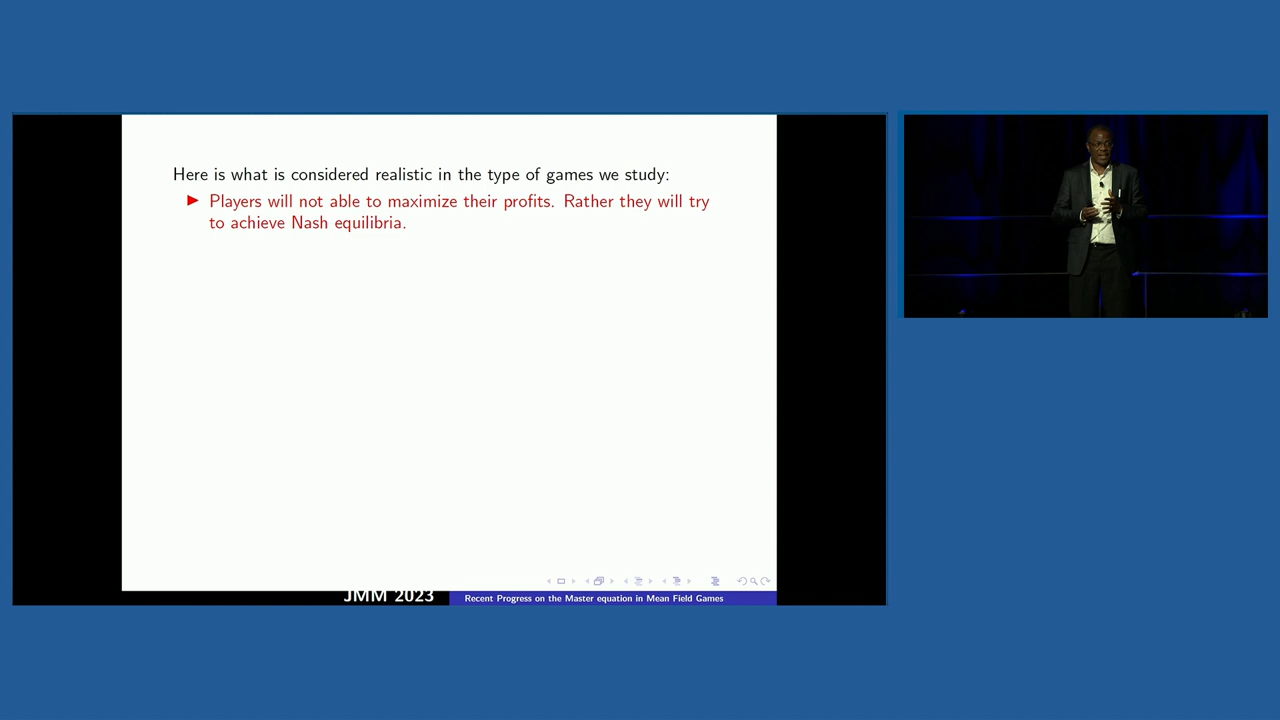 Here is what is considered realistic in the type of games we study:
Players will not able to maximize their profits. Rather they will try
to achieve Nash equilibria.
JMM 2023
Recent Progress on the Master equation in Mean Field Games